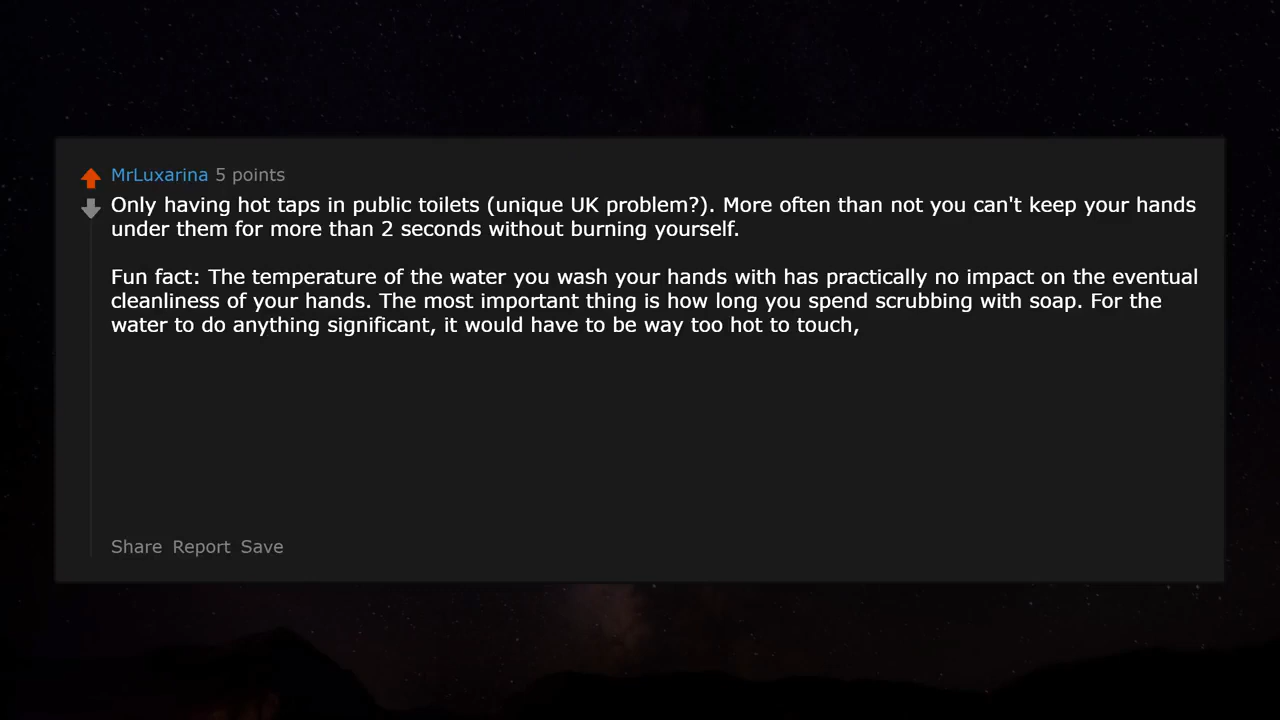 MrLuxarina 5 points
Only having hot taps in public toilets (unique UK problem?). More often than not you can't keep your hands
under them for more than 2 seconds without burning yourself.
Fun fact: The temperature of the water you wash your hands with has practically no impact on the eventual
cleanliness of your hands. The most important thing is how long you spend scrubbing with soap. For the
water to do anything significant, it would have to be way too hot to touch,
Share Report Save